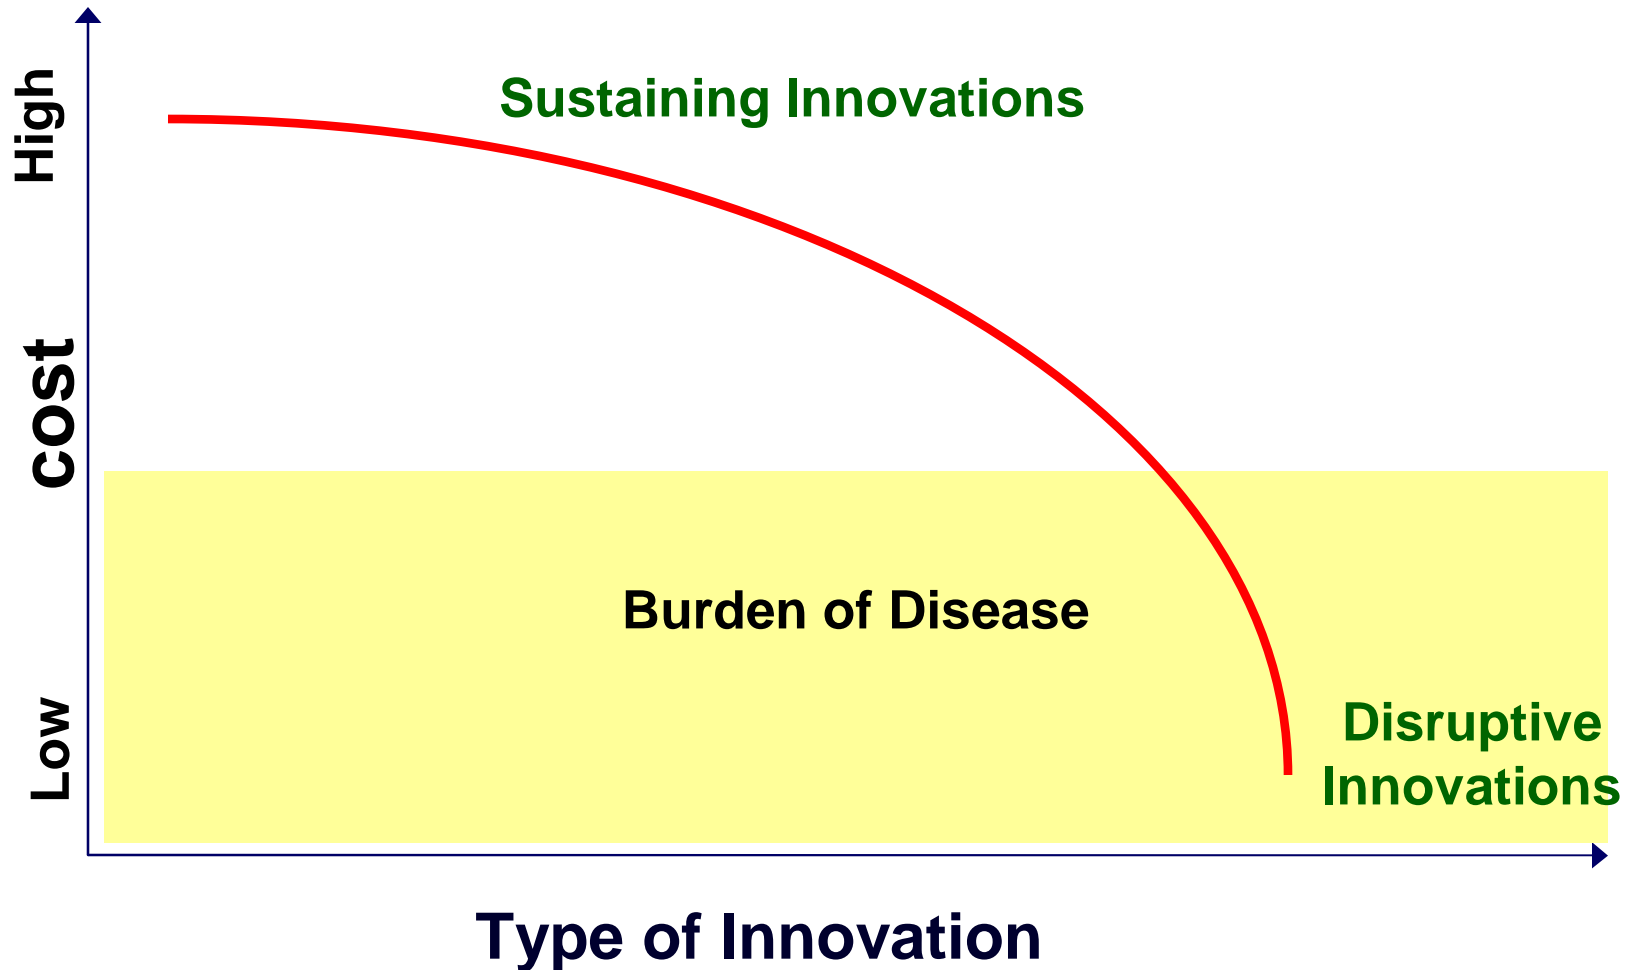 High
Sustaining Innovations
cost
Burden of Disease
Low
Disruptive
Innovations
Type of Innovation